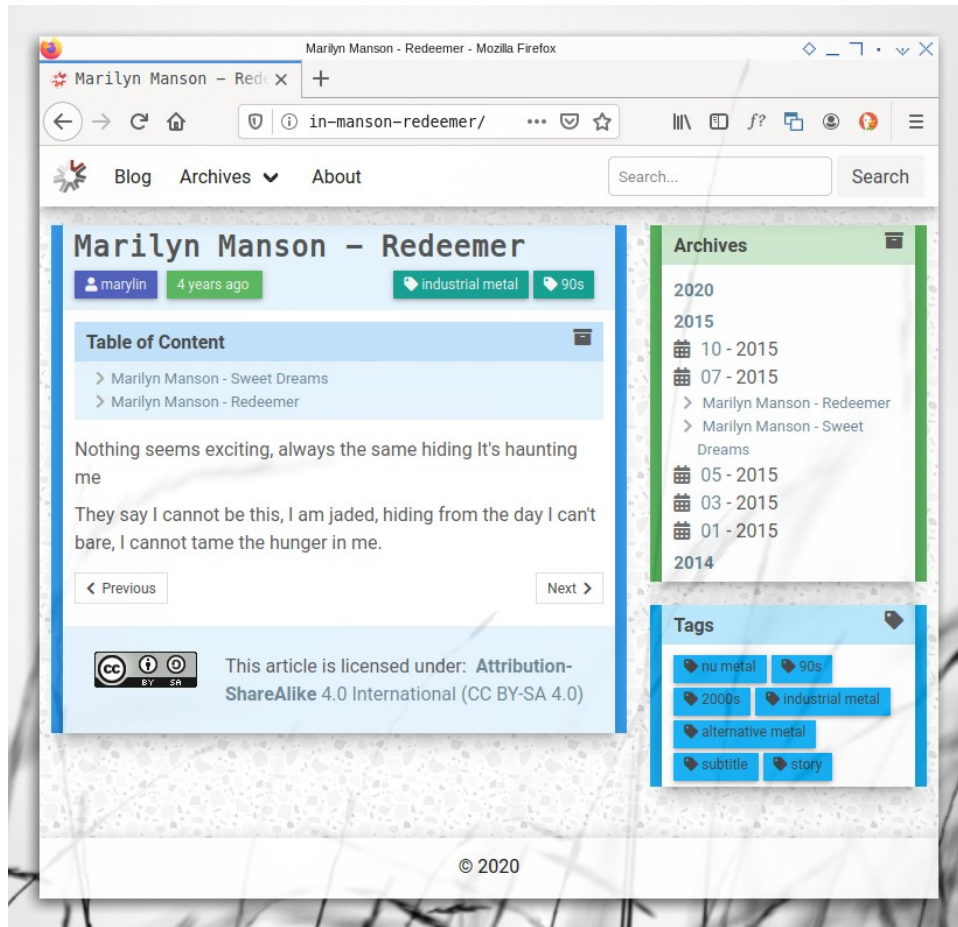 Marilyn Manson - Redeemer - Mozilla Firefox
Marilyn Manson – Rede
in-manson-redeemer/
f?
Blog Archives About
Search... Search
Marilyn Manson – Redeemer
marylin 4 years ago industrial metal 90s
Table of Content
Marilyn Manson - Sweet Dreams
Marilyn Manson - Redeemer
Nothing seems exciting, always the same hiding It's haunting
me
They say I cannot be this, I am jaded, hiding from the day I can't
bare, I cannot tame the hunger in me.
Previous Next
cc BY SA
This article is licensed under: Attribution-
ShareAlike 4.0 International (CC BY-SA 4.0)
Archives
2020
2015
10 - 2015
07 - 2015
Marilyn Manson - Redeemer
Marilyn Manson - Sweet
Dreams
05 - 2015
03 - 2015
01 - 2015
2014
Tags
nu metal 90s
2000s industrial metal
alternative metal
subtitle story
© 2020